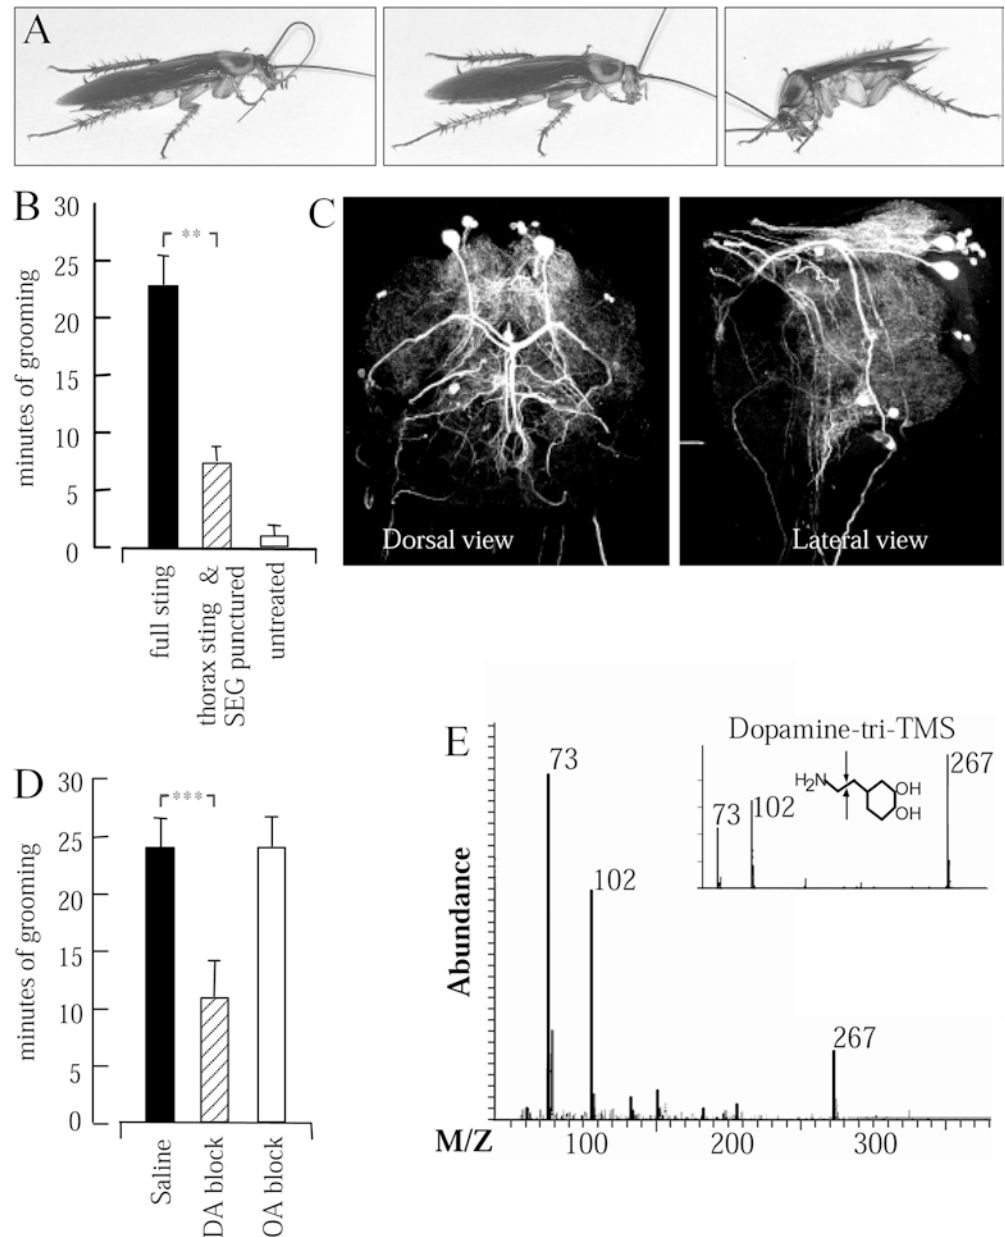 A
B
30
25
20
15
10
5
0
minutes of grooming
**
full sting
thorax sting &
SEG punctured
untreated
C
Dorsal view
Lateral view
D
30
25
20
15
10
5
0
minutes of grooming
***
Saline
DA block
OA block
E
Abundance
73
102
267
M/Z
100
200
300
Dopamine-tri-TMS
73
102
267
H₂N
OH
OH